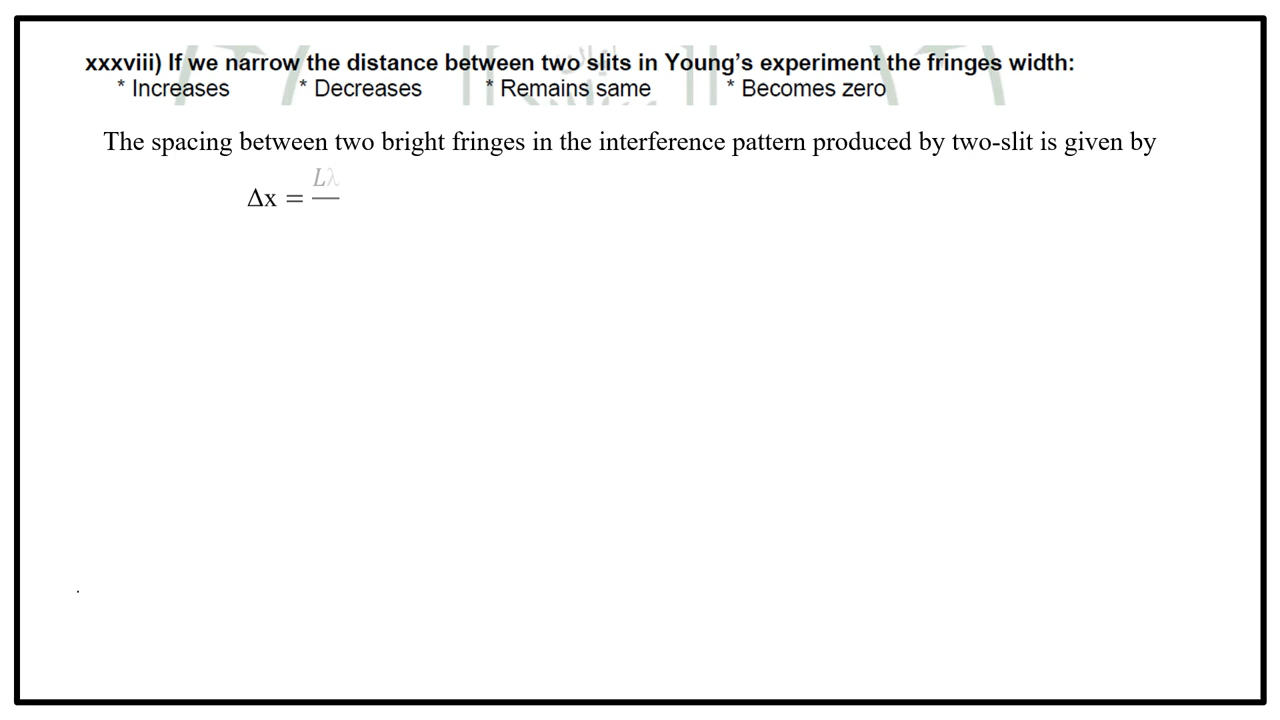 xxxviii) If we narrow the distance between two slits in Young’s experiment the fringes width:
* Increases * Decreases * Remains same * Becomes zero
The spacing between two bright fringes in the interference pattern produced by two-slit is given by
Lλ
Δx =